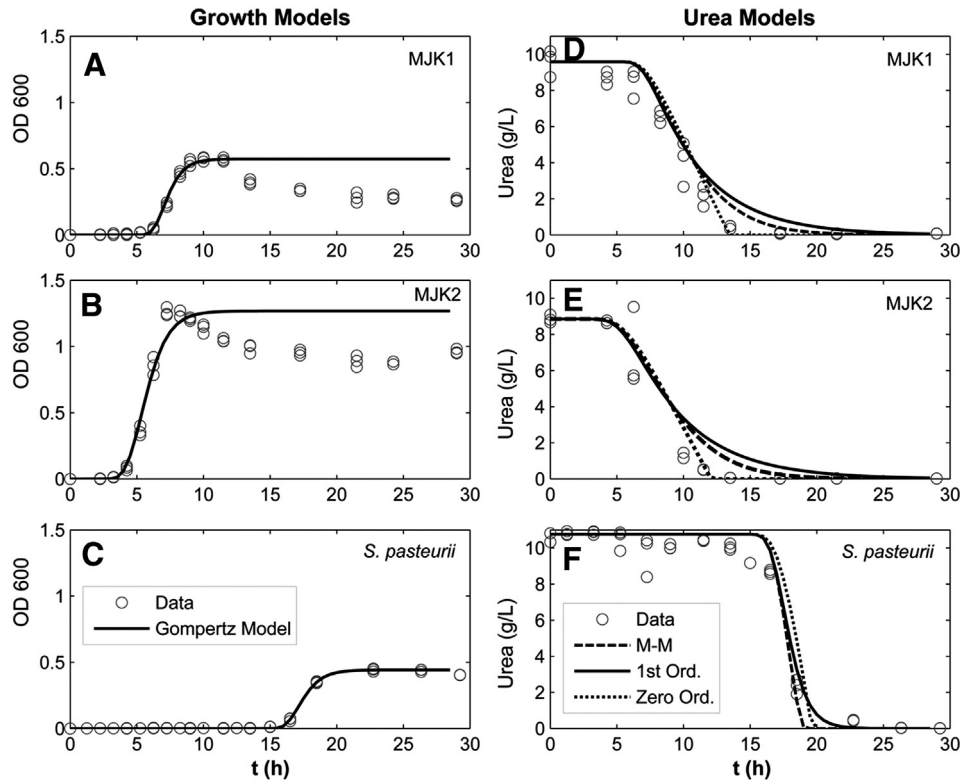 Growth Models
Urea Models
A
MJK1
OD 600
1.5
1
0.5
0
0 5 10 15 20 25 30
D
MJK1
Urea (g/L)
10
8
6
4
2
0
0 5 10 15 20 25 30
B
MJK2
OD 600
1.5
1
0.5
0
0 5 10 15 20 25 30
E
MJK2
Urea (g/L)
10
8
6
4
2
0
0 5 10 15 20 25 30
C
S. pasteurii
OD 600
1.5
1
0.5
0
Data
Gompertz Model
0 5 10 15 20 25 30
t (h)
F
S. pasteurii
Urea (g/L)
10
8
6
4
2
0
Data
M-M
1st Ord.
Zero Ord.
0 5 10 15 20 25 30
t (h)